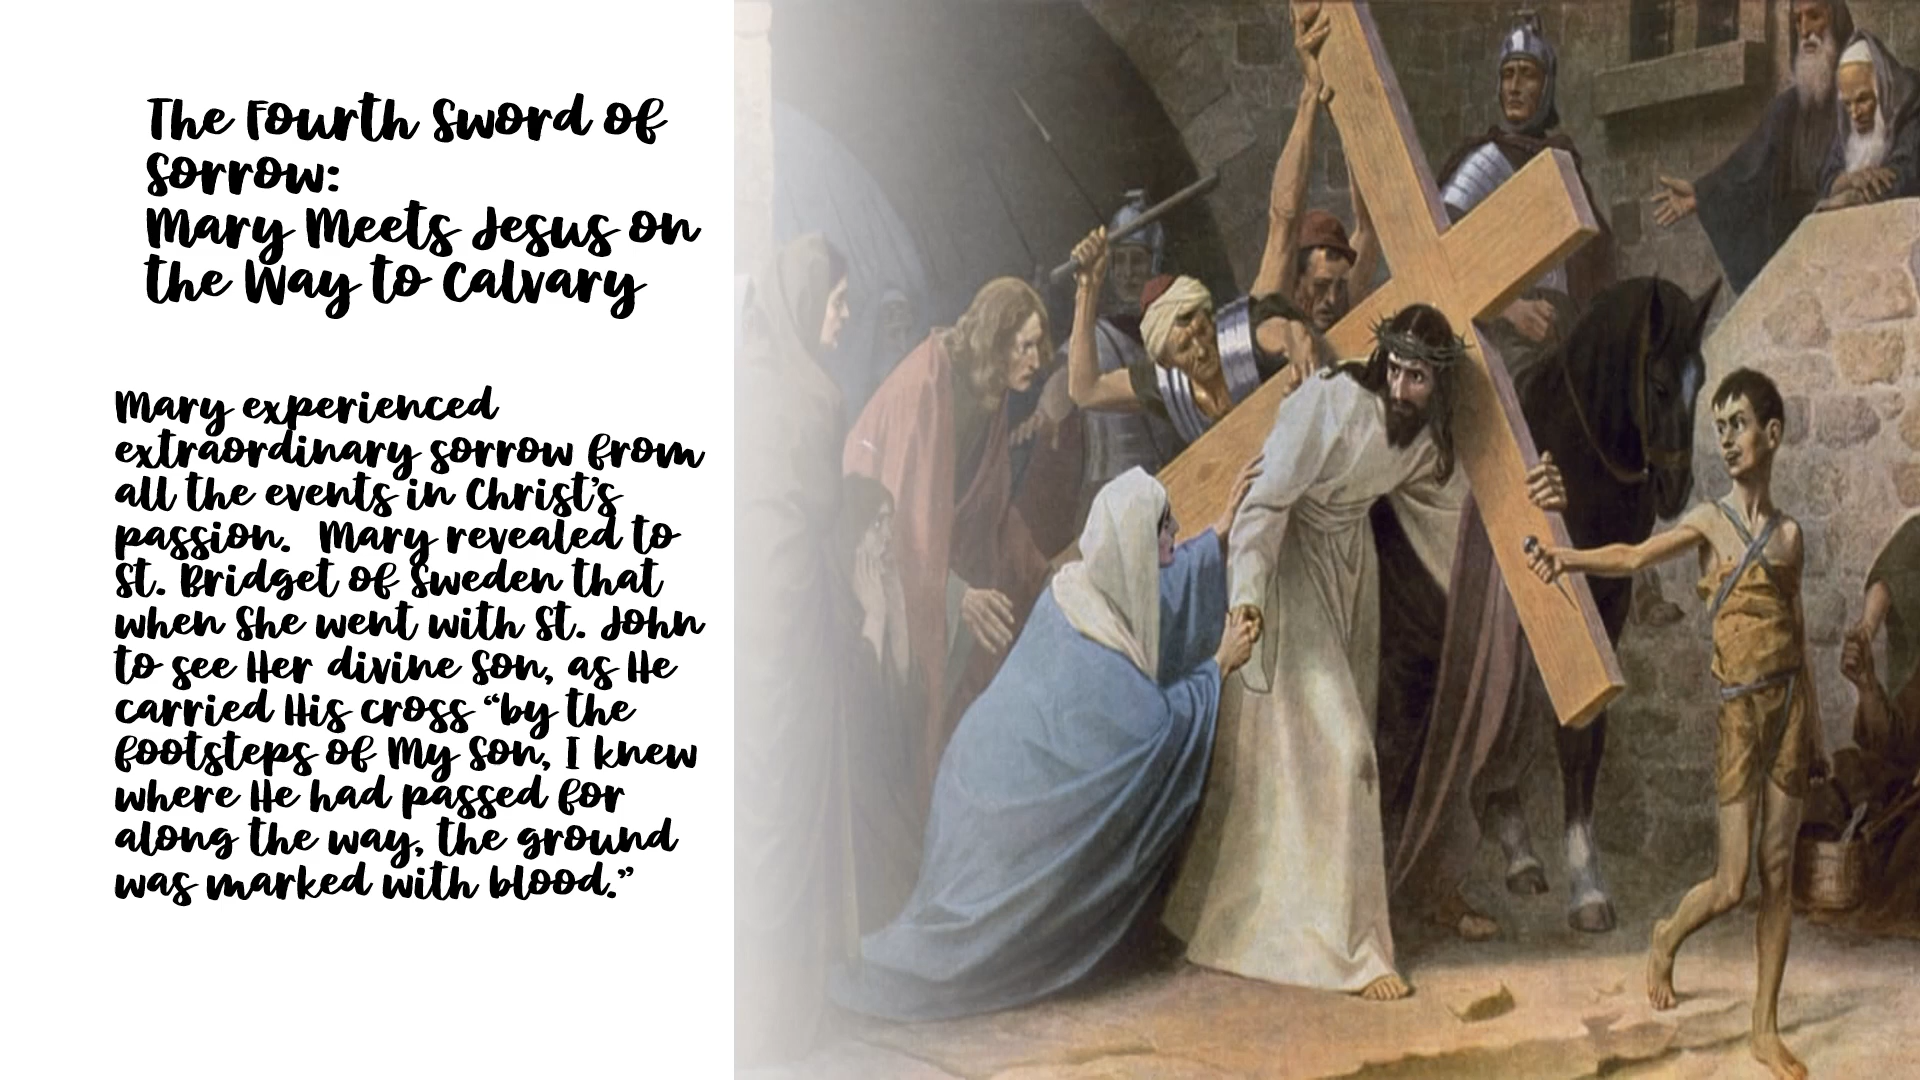 The Fourth Sword of
Sorrow:
Mary Meets Jesus on
the Way to Calvary
Mary experienced
extraordinary sorrow from
all the events in Christ's
passion.  Mary revealed to
St. Bridget of Sweden that
when She went with St. John
to see Her divine Son, as He
carried His cross “by the
footsteps of My Son, I knew
where He had passed for
along the way, the ground
was marked with blood.”